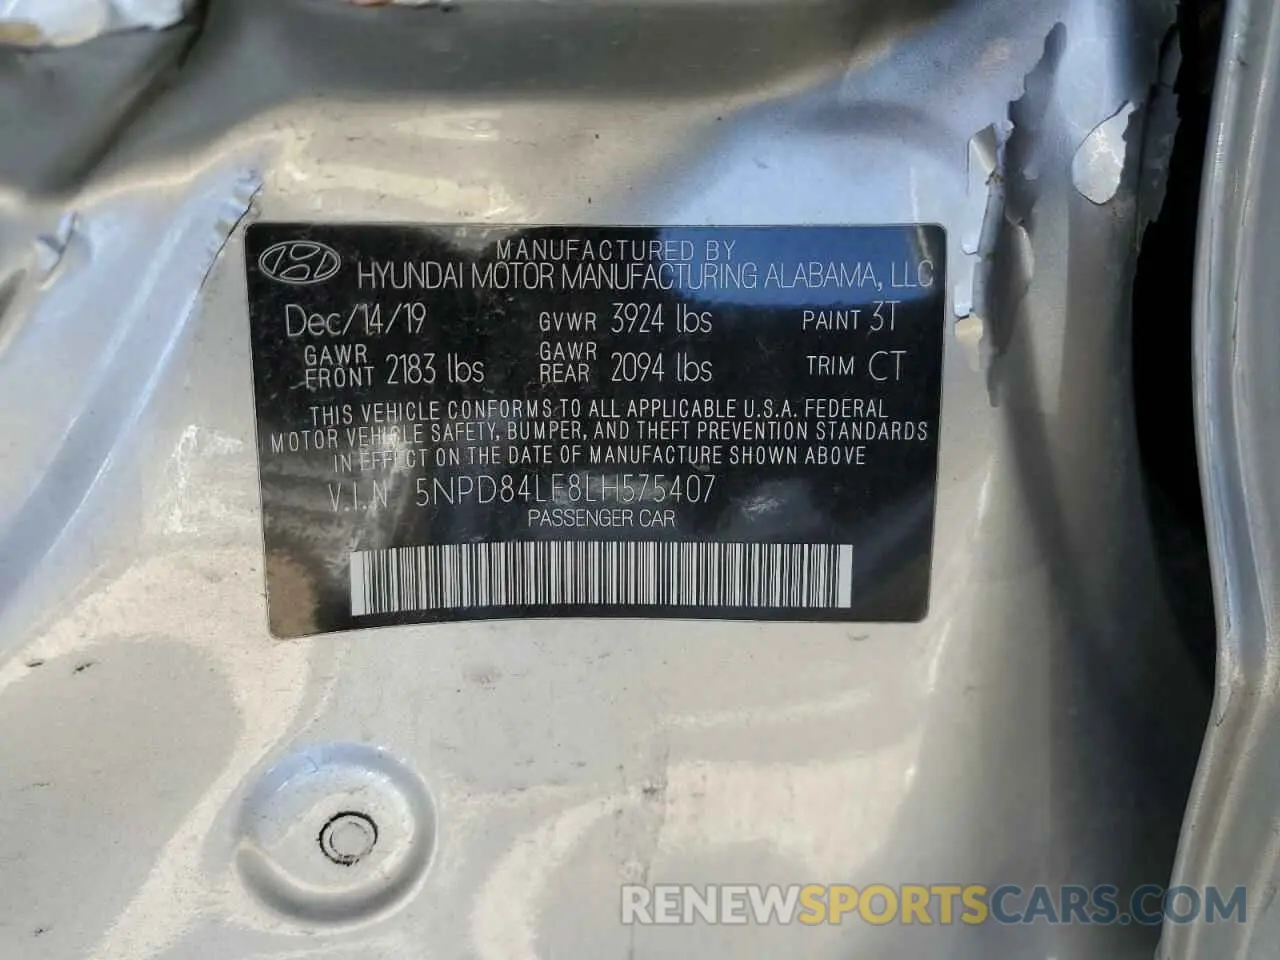 MANUFACTURED BY
HYUNDAI MOTOR MANUFACTURING ALABAMA, LLC
Dec/14/19 GVWR 3924 lbs PAINT 3T
GAWR FRONT 2183 lbs GAWR REAR 2094 lbs TRIM CT
THIS VEHICLE CONFORMS TO ALL APPLICABLE U.S.A. FEDERAL
MOTOR VEHICLE SAFETY, BUMPER, AND THEFT PREVENTION STANDARDS
IN EFFECT ON THE DATE OF MANUFACTURE SHOWN ABOVE
V.I.N 5NPD84LF8LH575407
PASSENGER CAR
RENEWSPORTSCARS.COM